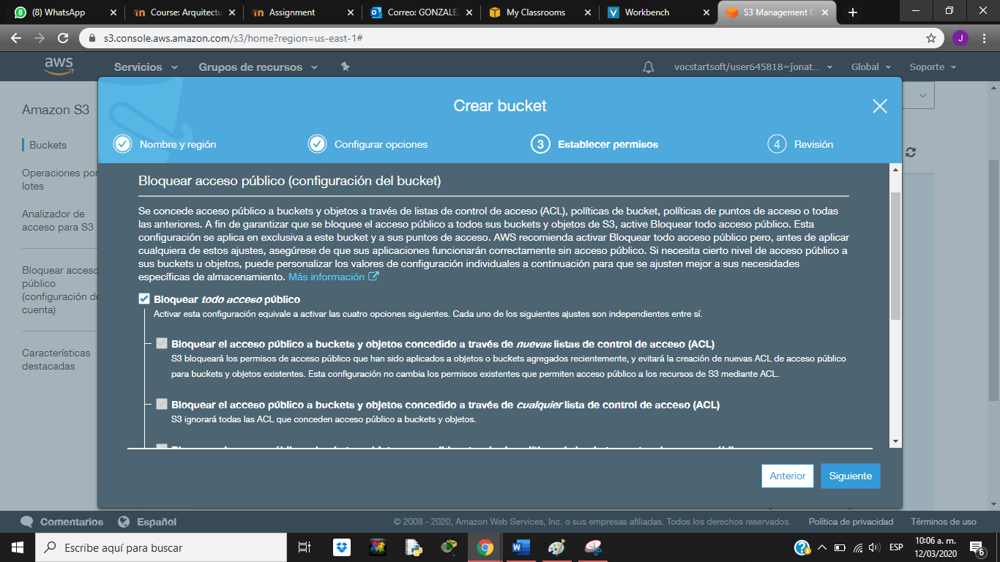 (8) WhatsApp
Course: Arquitectu
Assignment
Correo: GONZALEZ
My Classrooms
Workbench
S3 Management C
s3.console.aws.amazon.com/s3/home?region=us-east-1#
J
aws
Servicios
Grupos de recursos
vocstartsoft/user645818=jonat...
Global
Soporte
Amazon S3
Buckets
Operaciones por
lotes
Analizador de
acceso para S3
Bloquear acceso
público
(configuración de
cuenta)
Características
destacadas
Crear bucket
Nombre y región
Configurar opciones
3 Establecer permisos
4 Revisión
Bloquear acceso público (configuración del bucket)
Se concede acceso público a buckets y objetos a través de listas de control de acceso (ACL), políticas de bucket, políticas de puntos de acceso o todas
las anteriores. A fin de garantizar que se bloquee el acceso público a todos sus buckets y objetos de S3, active Bloquear todo acceso público. Esta
configuración se aplica en exclusiva a este bucket y a sus puntos de acceso. AWS recomienda activar Bloquear todo acceso público pero, antes de aplicar
cualquiera de estos ajustes, asegúrese de que sus aplicaciones funcionarán correctamente sin acceso público. Si necesita cierto nivel de acceso público a
sus buckets u objetos, puede personalizar los valores de configuración individuales a continuación para que se ajusten mejor a sus necesidades
específicas de almacenamiento. Más información
Bloquear todo acceso público
Activar esta configuración equivale a activar las cuatro opciones siguientes. Cada uno de los siguientes ajustes son independientes entre sí.
Bloquear el acceso público a buckets y objetos concedido a través de nuevas listas de control de acceso (ACL)
S3 bloqueará los permisos de acceso público que han sido aplicados a objetos o buckets agregados recientemente, y evitará la creación de nuevas ACL de acceso público
para buckets y objetos existentes. Esta configuración no cambia los permisos existentes que permiten acceso público a los recursos de S3 mediante ACL.
Bloquear el acceso público a buckets y objetos concedido a través de cualquier lista de control de acceso (ACL)
S3 ignorará todas las ACL que conceden acceso público a buckets y objetos.
Anterior
Siguiente
Comentarios
Español
© 2008 - 2020, Amazon Web Services, Inc. o sus empresas afiliadas. Todos los derechos reservados.
Política de privacidad
Términos de uso
Escribe aquí para buscar
ESP
10:06 a. m.
12/03/2020
6